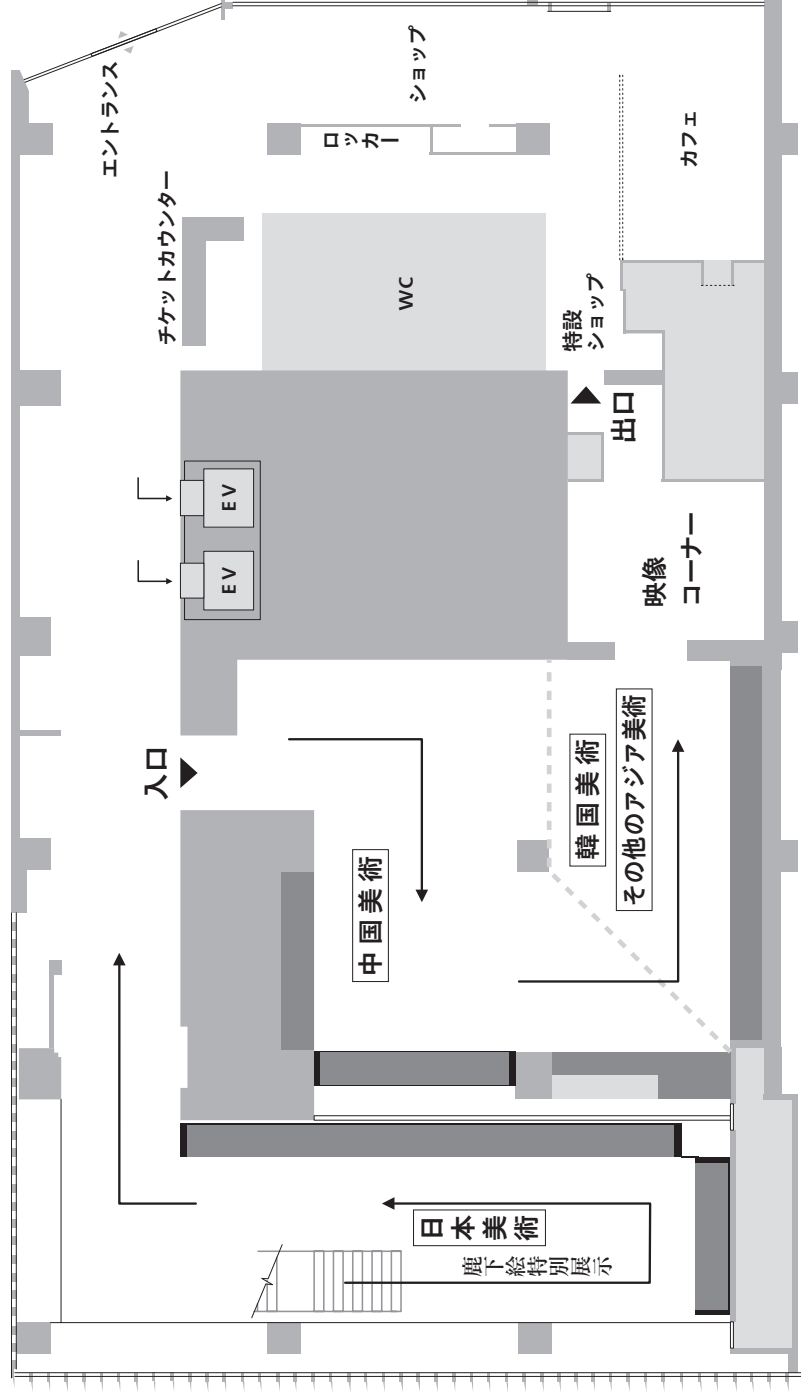 エントランス
ショップ
ロッカー
チケットカウンター
カフェ
WC
特設
ショップ
出口
EV
EV
映像
コーナー
入口
中国美術
韓国美術
その他のアジア美術
日本美術
鹿下絵特別展示